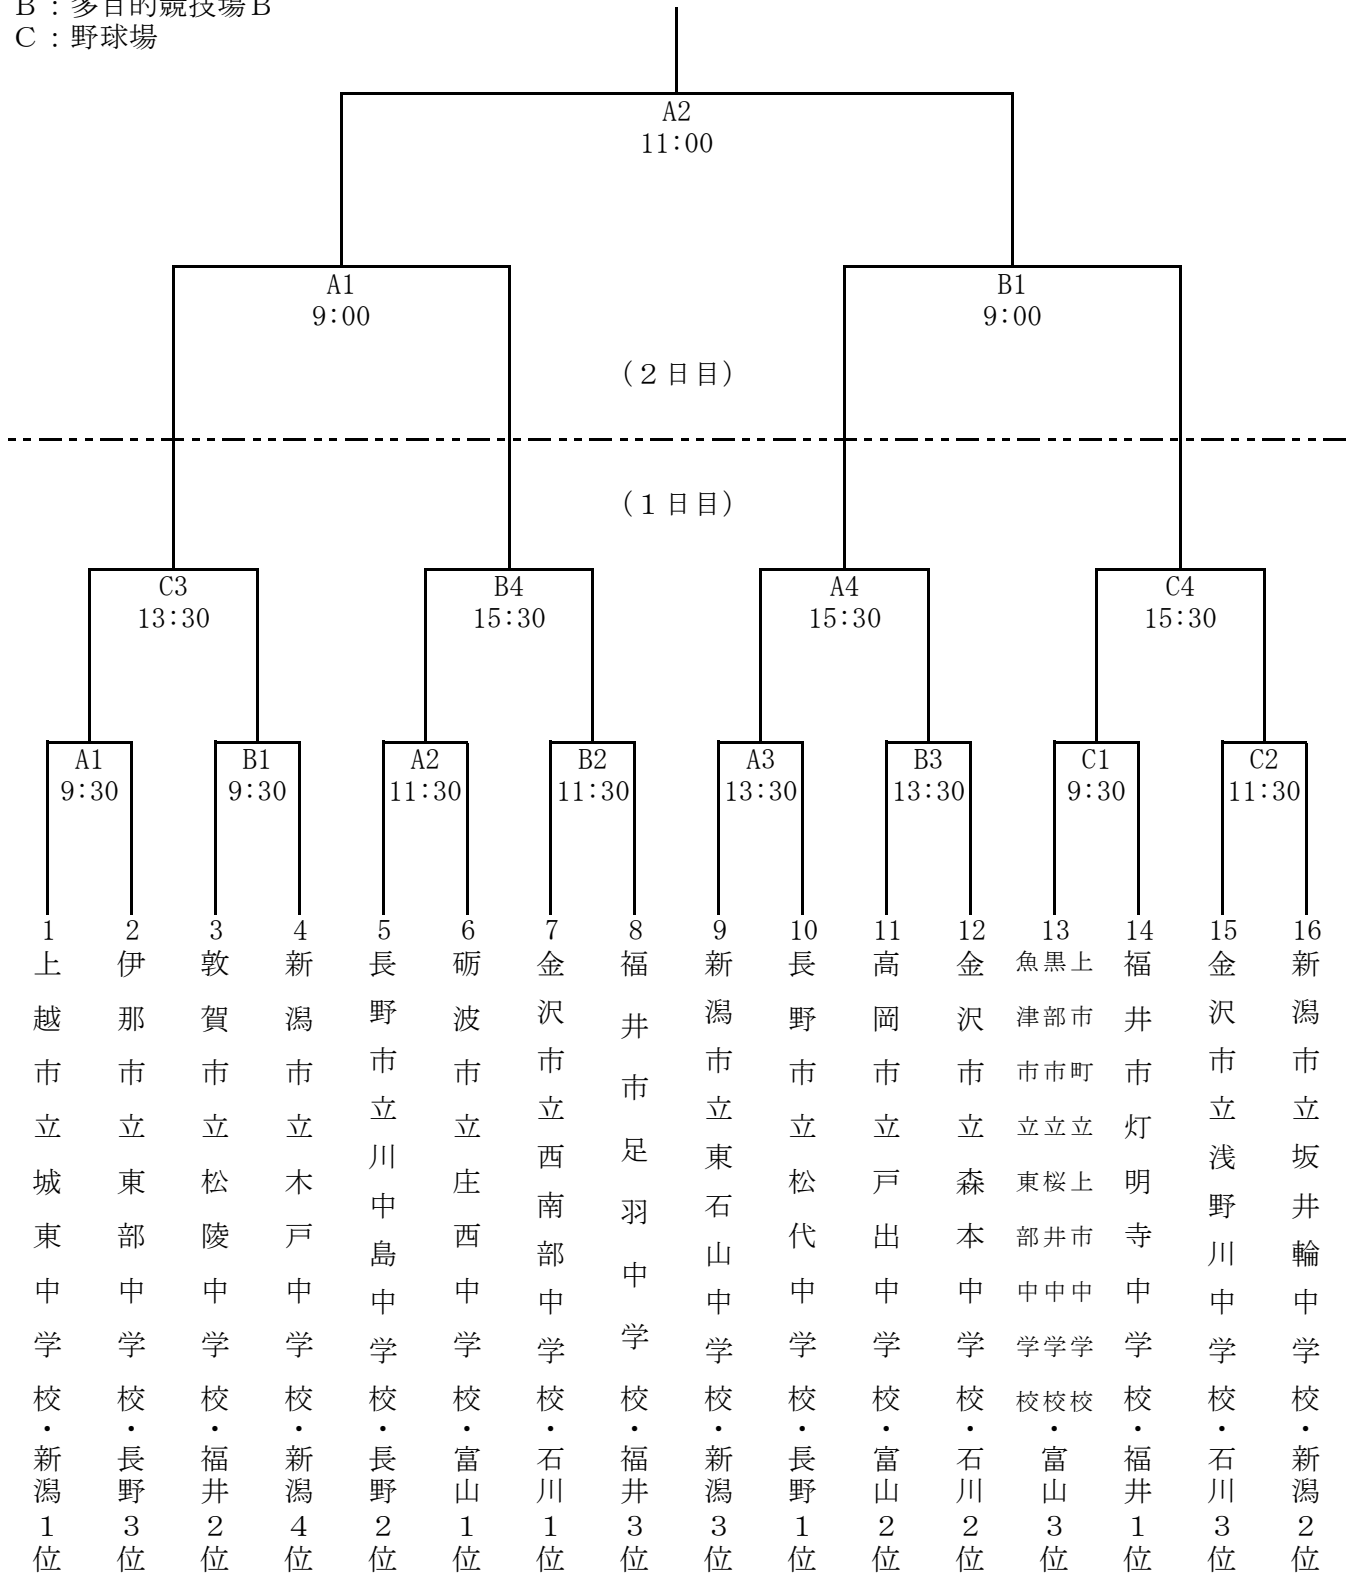 B：多目的競技場B
C：野球場
A2
11:00
A1
9:00
B1
9:00
(２日目)
(１日目)
C3
13:30
B4
15:30
A4
15:30
C4
15:30
A1
9:30
B1
9:30
A2
11:30
B2
11:30
A3
13:30
B3
13:30
C1
9:30
C2
11:30
1
上越市立城東中学校・新潟１位
2
伊那市立東部中学校・長野３位
3
敦賀市立松陵中学校・福井２位
4
新潟市立木戸中学校・新潟４位
5
長野市立川中島中学校・長野２位
6
砺波市立庄西中学校・富山１位
7
金沢市立西南部中学校・石川１位
8
福井市足羽中学校・福井３位
9
新潟市立東石山中学校・新潟３位
10
長野市立松代中学校・長野１位
11
高岡市立戸出中学校・富山２位
12
金沢市立森本中学校・石川２位
13
上市町立上市中学校
黒部市立桜井中学校
魚津市立東部中学校
・富山３位
14
福井市灯明寺中学校・福井１位
15
金沢市立浅野川中学校・石川３位
16
新潟市立坂井輪中学校・新潟２位